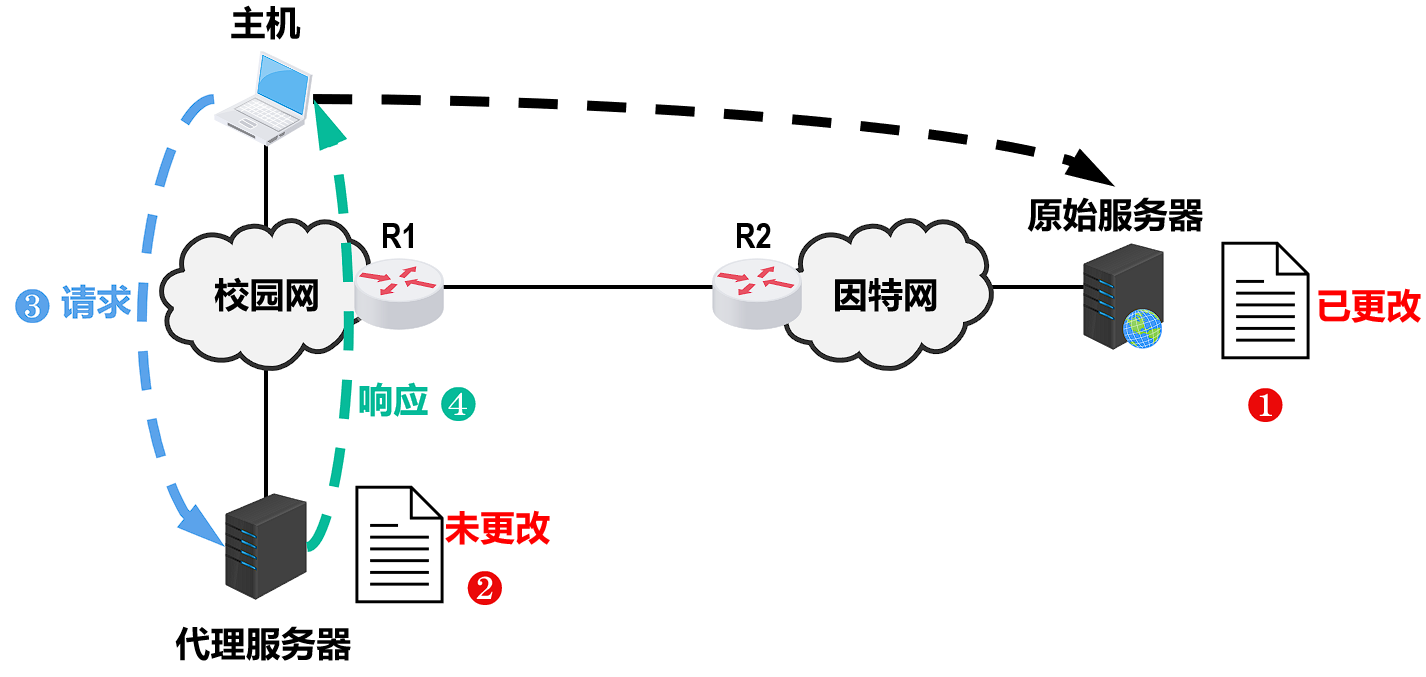 主机
原始服务器
R1
R2
校园网
因特网
❸ 请求
已更改
❶
响应 ❹
未更改
❷
代理服务器